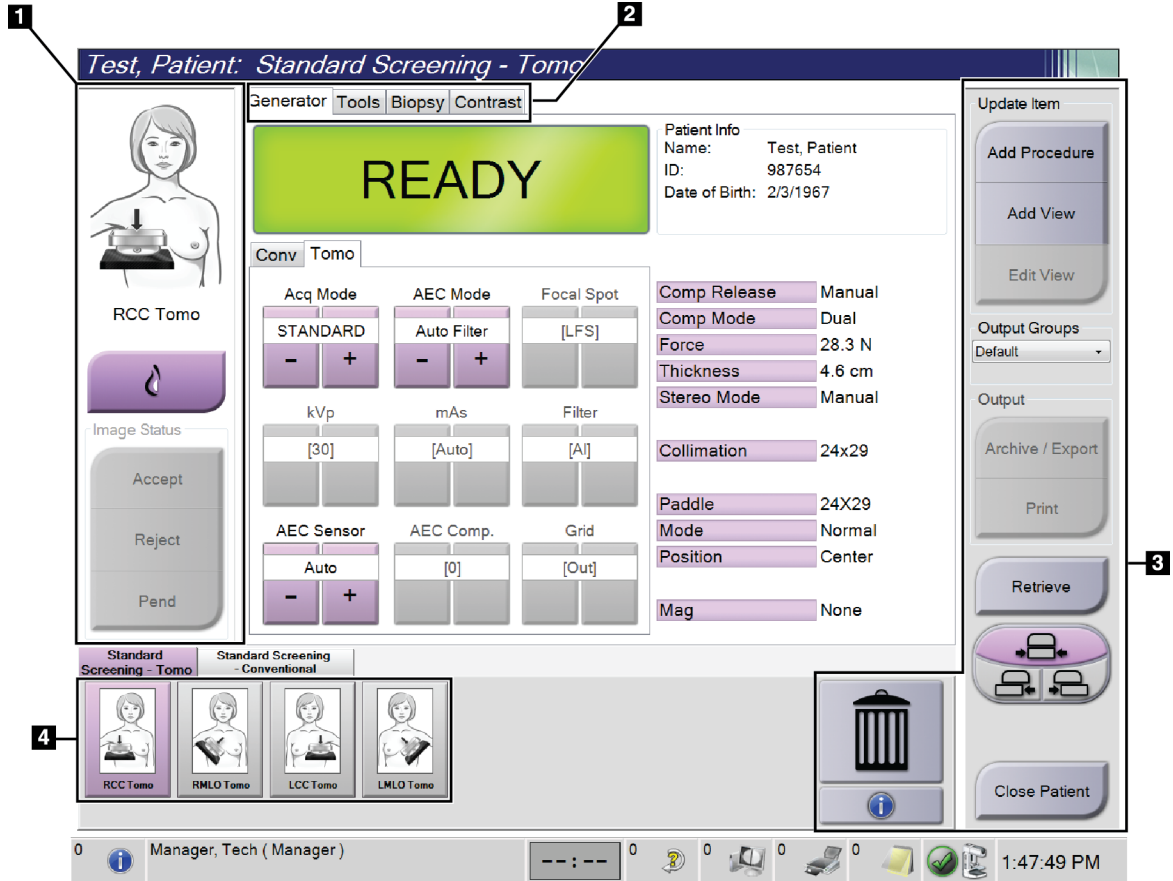 1
2
Test, Patient: Standard Screening - Tomo
Generator Tools Biopsy Contrast
READY
Patient Info
Name: Test, Patient
ID: 987654
Date of Birth: 2/3/1967
RCC Tomo
Image Status
Accept
Reject
Pend
Conv Tomo
Acq Mode AEC Mode Focal Spot
STANDARD Auto Filter [LFS]
- + - +
kVp mAs Filter
[30] [Auto] [Al]
AEC Sensor AEC Comp. Grid
Auto [0] [Out]
- +
Comp Release Manual
Comp Mode Dual
Force 28.3 N
Thickness 4.6 cm
Stereo Mode Manual
Collimation 24x29
Paddle 24X29
Mode Normal
Position Center
Mag None
Update Item
Add Procedure
Add View
Edit View
Output Groups
Default
Output
Archive / Export
Print
Retrieve
3
Close Patient
Standard
Screening - Tomo
Standard Screening
- Conventional
4
RCC Tomo RMLO Tomo LCC Tomo LMLO Tomo
0 Manager, Tech ( Manager ) --:-- 0 0 0 0 1:47:49 PM